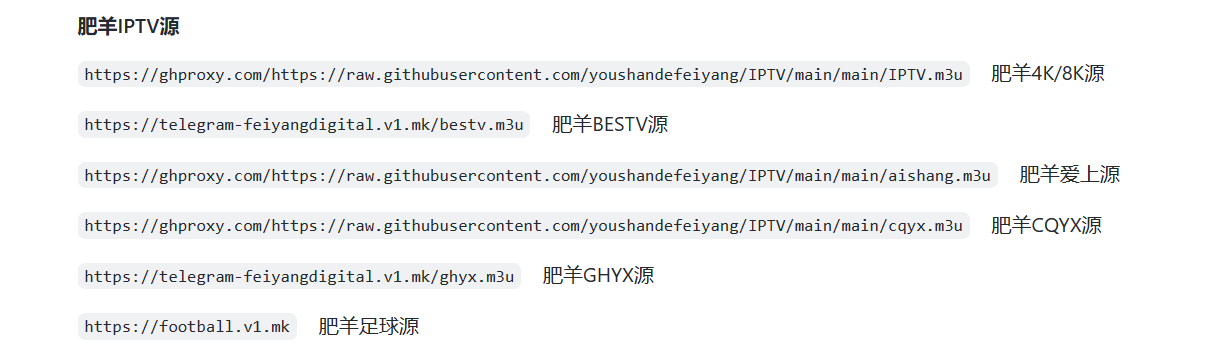 肥羊IPTV源
https://ghproxy.com/https://raw.githubusercontent.com/youshandefeiyang/IPTV/main/main/IPTV.m3u 肥羊4K/8K源
https://telegram-feiyangdigital.v1.mk/bestv.m3u 肥羊BESTV源
https://ghproxy.com/https://raw.githubusercontent.com/youshandefeiyang/IPTV/main/main/aishang.m3u 肥羊爱上源
https://ghproxy.com/https://raw.githubusercontent.com/youshandefeiyang/IPTV/main/main/cqyx.m3u 肥羊CQYX源
https://telegram-feiyangdigital.v1.mk/ghyx.m3u 肥羊GHYX源
https://football.v1.mk 肥羊足球源